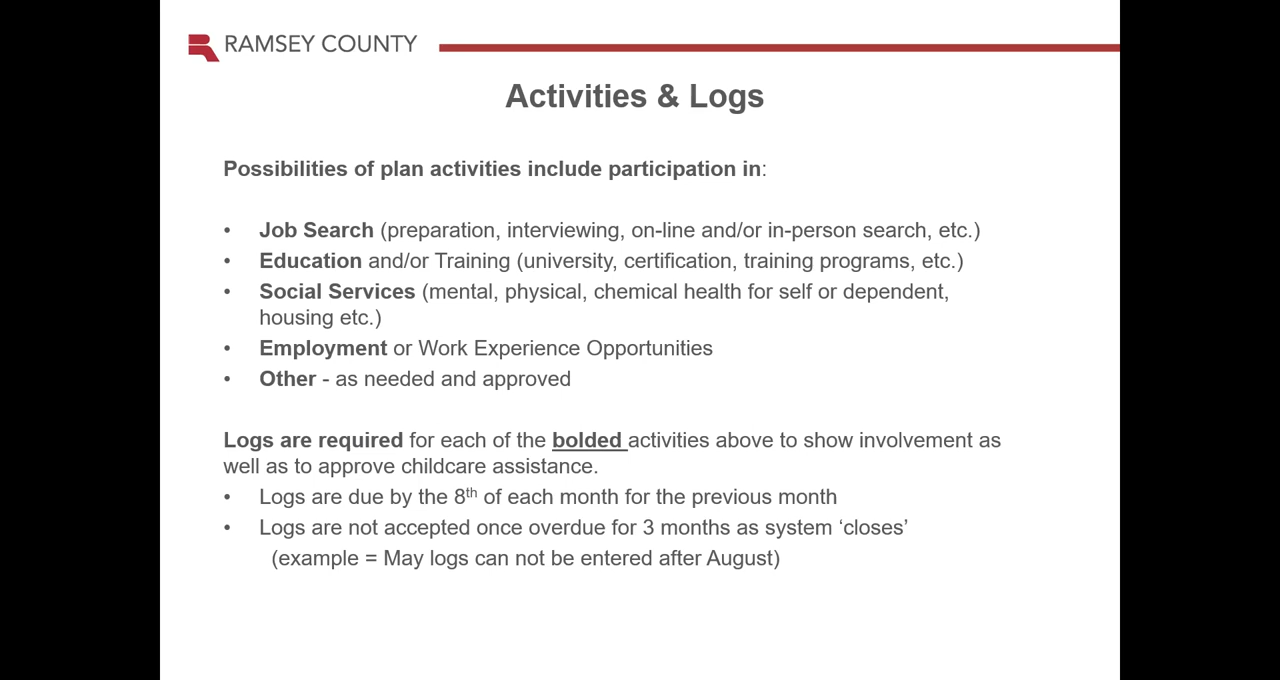 RAMSEY COUNTY
Activities & Logs
Possibilities of plan activities include participation in:
• Job Search (preparation, interviewing, on-line and/or in-person search, etc.)
• Education and/or Training (university, certification, training programs, etc.)
• Social Services (mental, physical, chemical health for self or dependent,
housing etc.)
• Employment or Work Experience Opportunities
• Other - as needed and approved
Logs are required for each of the bolded activities above to show involvement as
well as to approve childcare assistance.
• Logs are due by the 8th of each month for the previous month
• Logs are not accepted once overdue for 3 months as system ‘closes’
(example = May logs can not be entered after August)